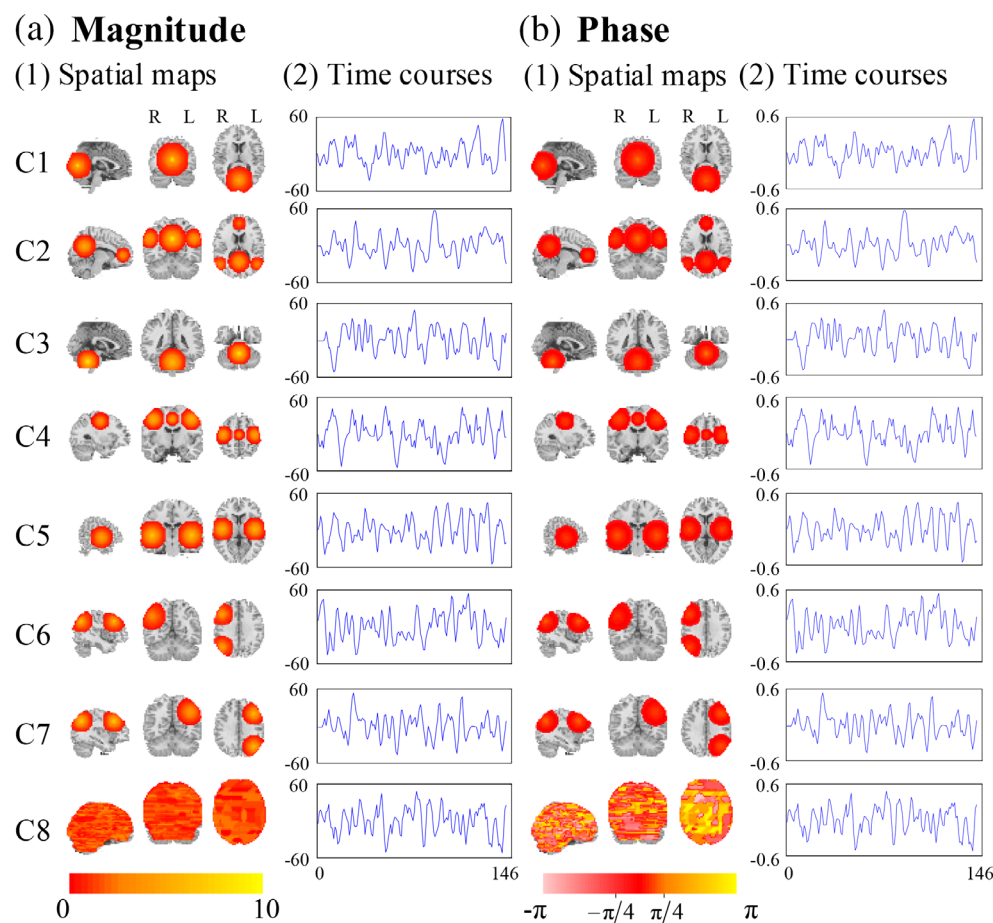 (a) Magnitude (b) Phase
(1) Spatial maps (2) Time courses (1) Spatial maps (2) Time courses
R L R L 60 R L R L 0.6
C1
-60 -0.6
60 0.6
C2
-60 -0.6
60 0.6
C3
-60 -0.6
60 0.6
C4
-60 -0.6
60 0.6
C5
-60 -0.6
60 0.6
C6
-60 -0.6
60 0.6
C7
-60 -0.6
60 0.6
C8
-60 -0.6
0 146 0 146
0 10 -π −π/4 π/4 π